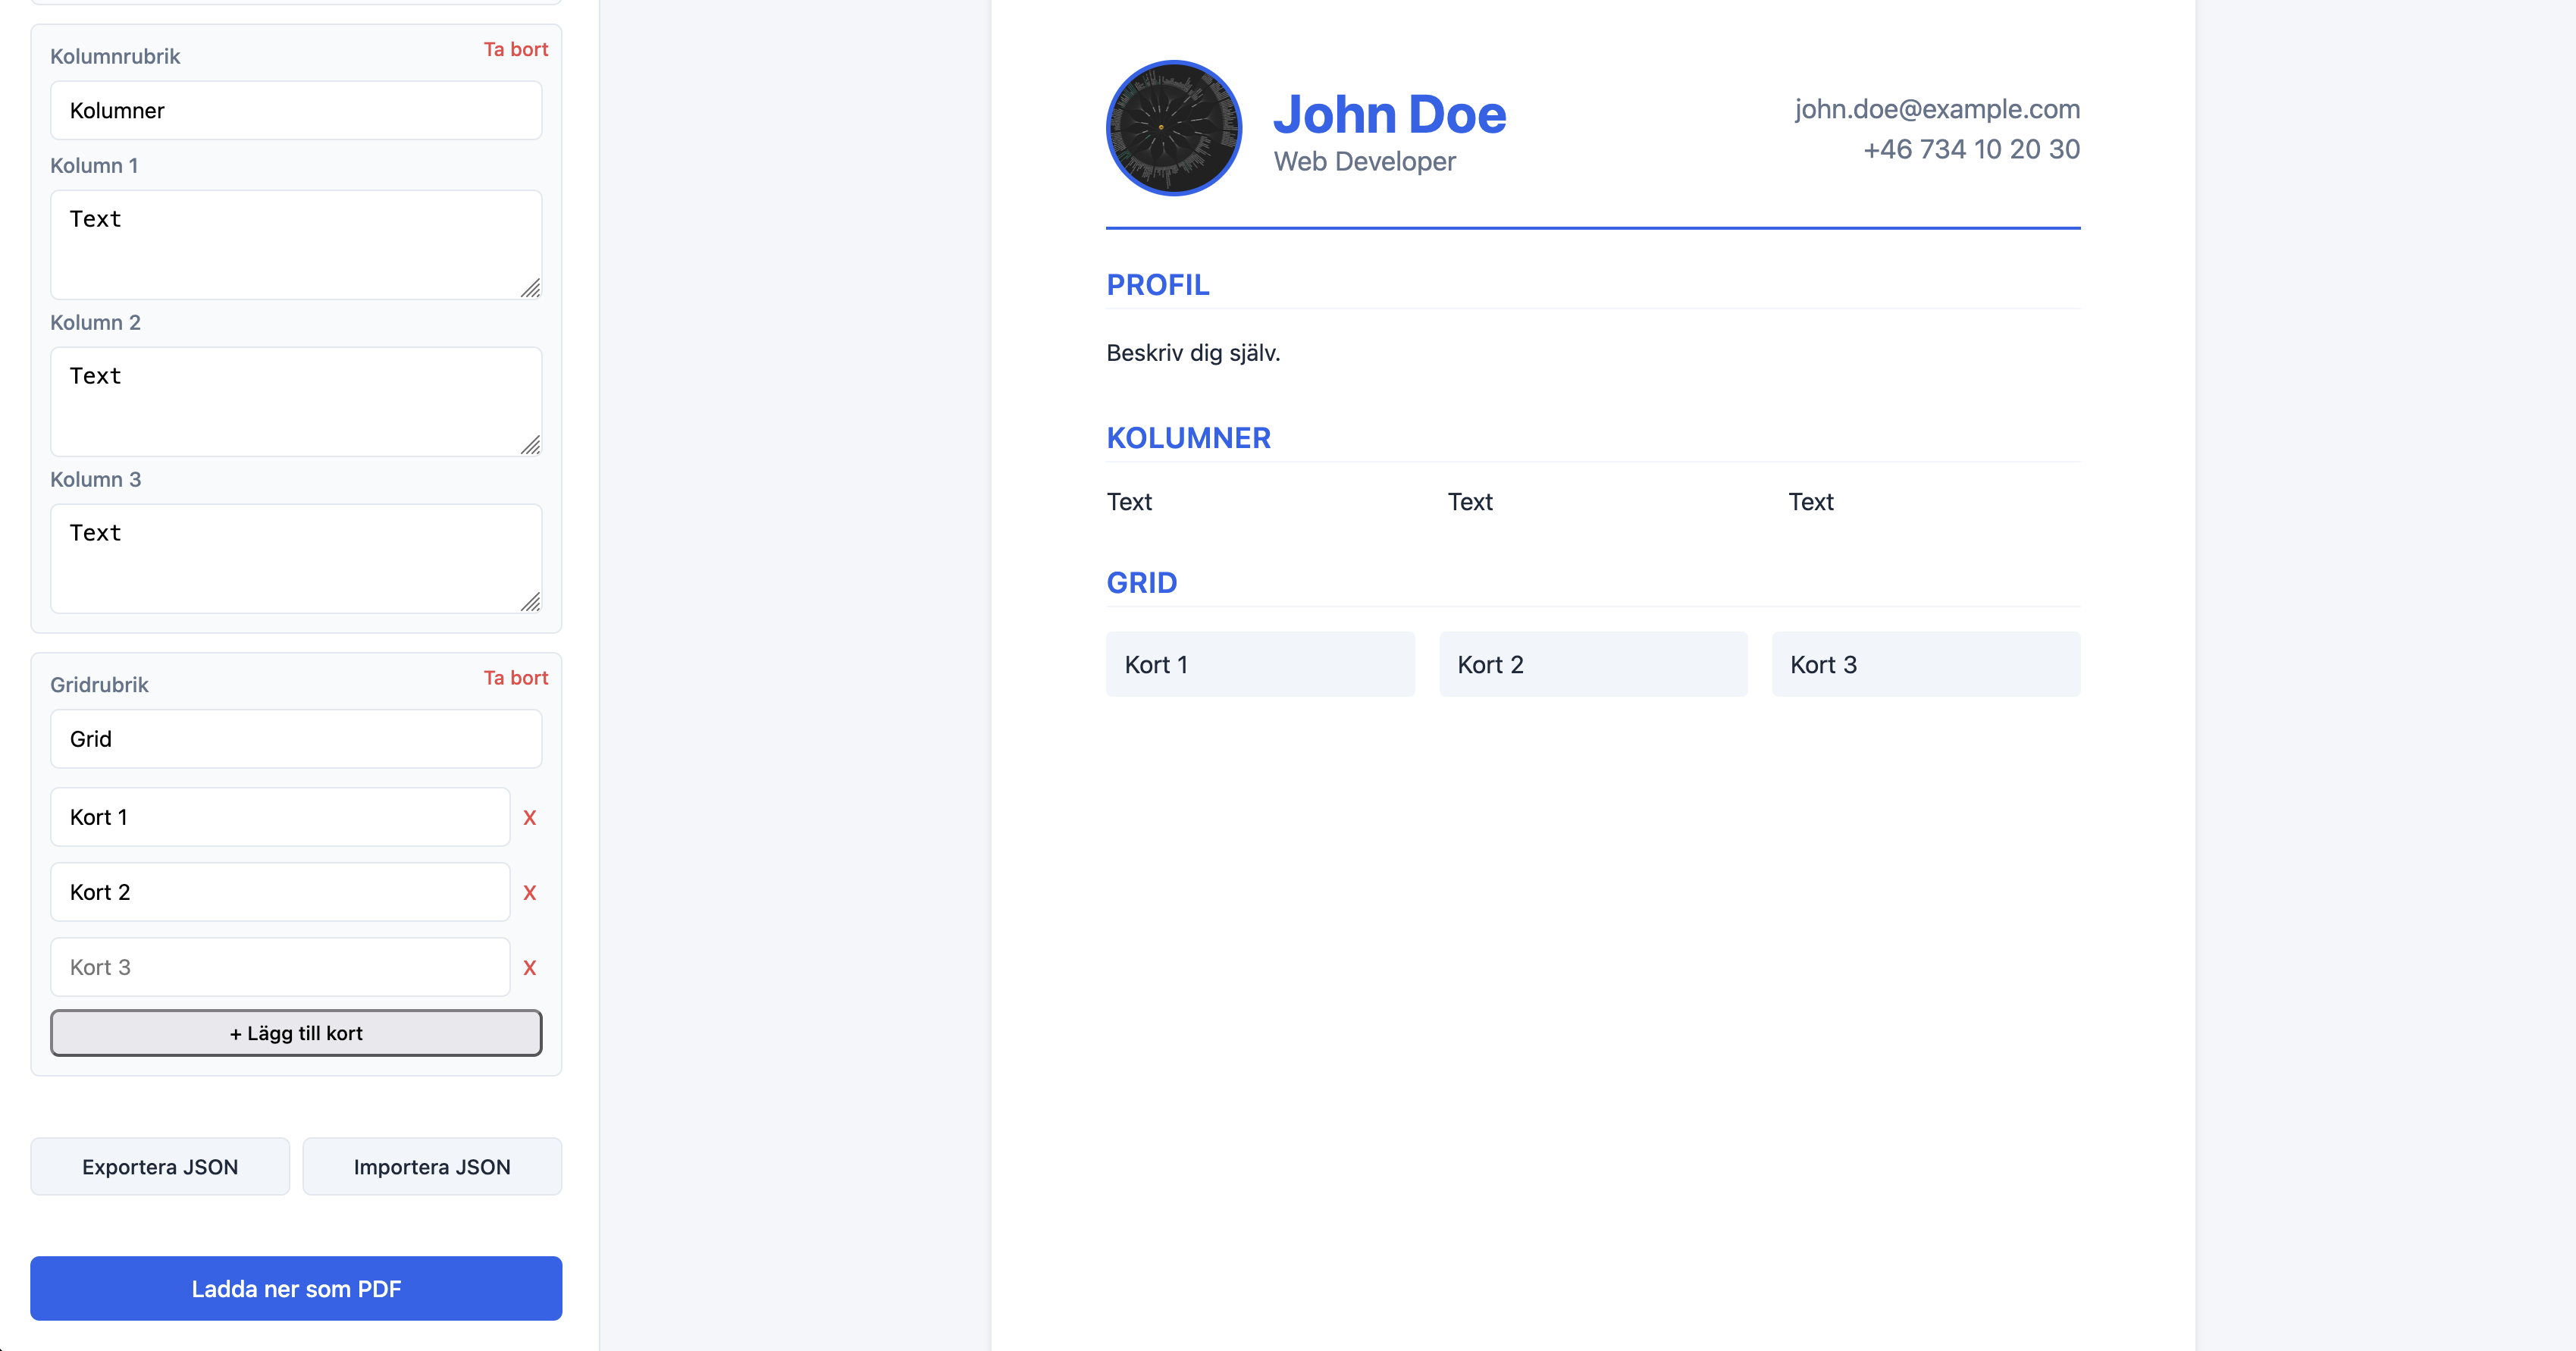 Kolumnrubrik
Ta bort
Kolumner
Kolumn 1
Text
Kolumn 2
Text
Kolumn 3
Text
Gridrubrik
Ta bort
Grid
Kort 1
X
Kort 2
X
Kort 3
X
+ Lägg till kort
Exportera JSON
Importera JSON
Ladda ner som PDF
John Doe
Web Developer
john.doe@example.com
+46 734 10 20 30
PROFIL
Beskriv dig själv.
KOLUMNER
Text
Text
Text
GRID
Kort 1
Kort 2
Kort 3